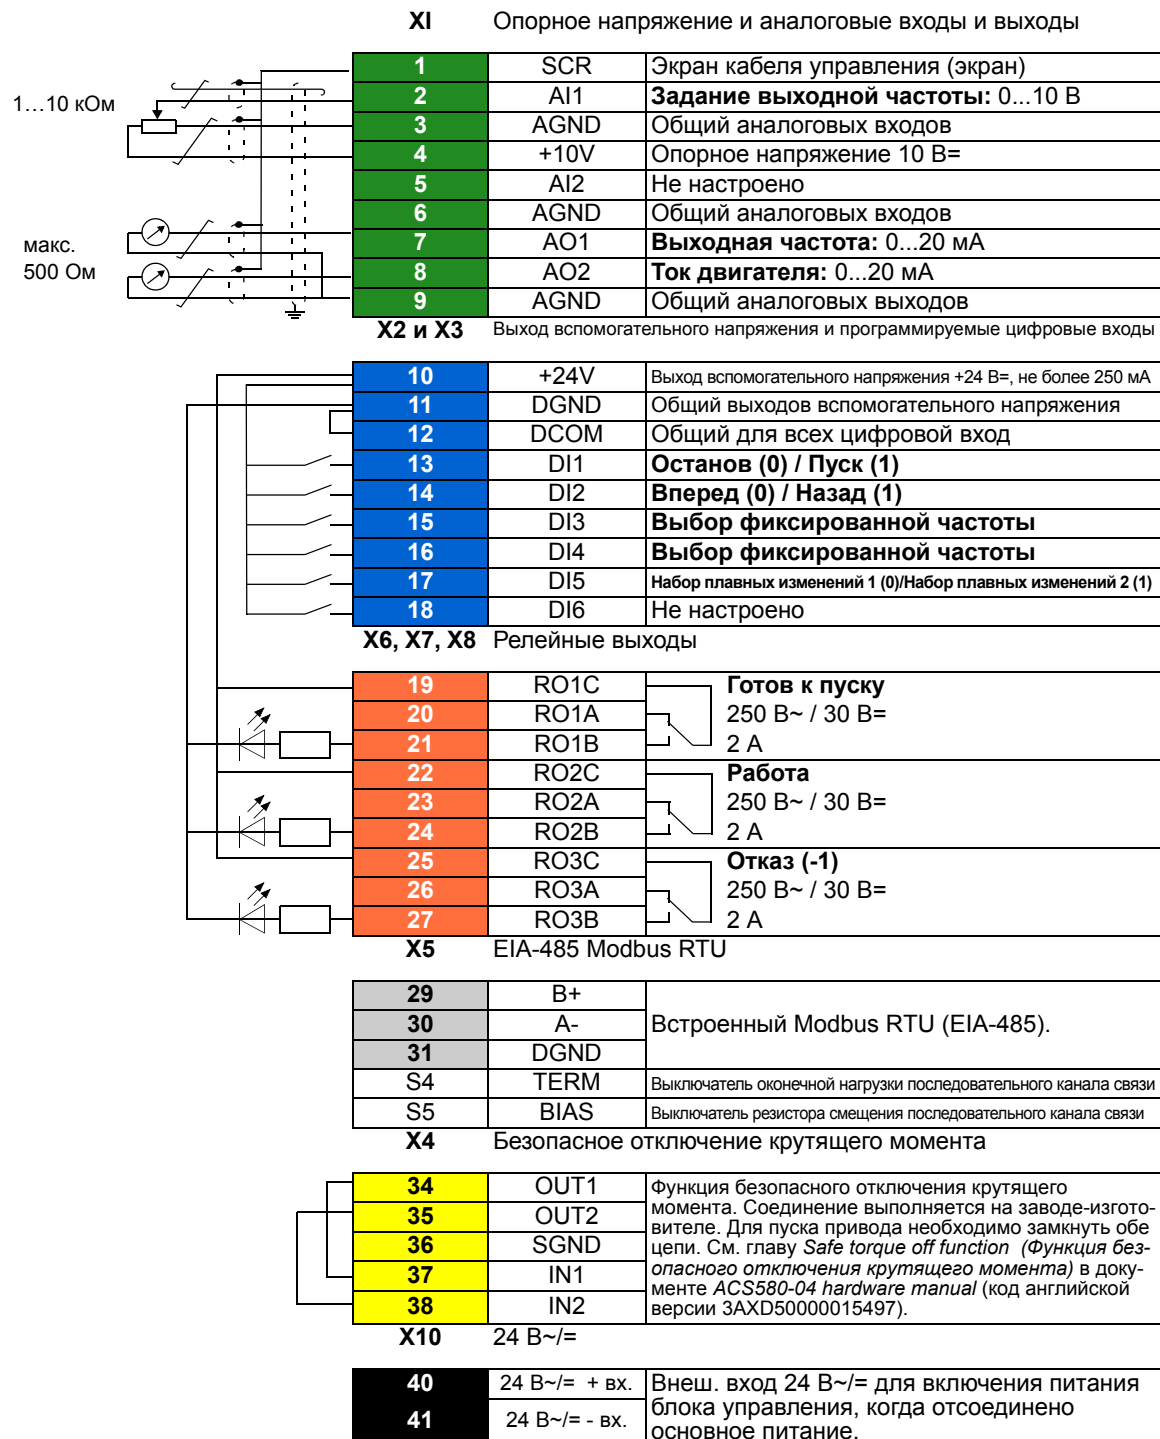 XI Опорное напряжение и аналоговые входы и выходы
1 SCR Экран кабеля управления (экран)
1…10 кОм
2 AI1 Задание выходной частоты: 0...10 В
3 AGND Общий аналоговых входов
4 +10V Опорное напряжение 10 В=
5 AI2 Не настроено
6 AGND Общий аналоговых входов
макс.
500 Ом
7 AO1 Выходная частота: 0...20 мА
8 AO2 Ток двигателя: 0...20 мА
9 AGND Общий аналоговых выходов
X2 и X3 Выход вспомогательного напряжения и программируемые цифровые входы
10 +24V Выход вспомогательного напряжения +24 В=, не более 250 мА
11 DGND Общий выходов вспомогательного напряжения
12 DCOM Общий для всех цифровой вход
13 DI1 Останов (0) / Пуск (1)
14 DI2 Вперед (0) / Назад (1)
15 DI3 Выбор фиксированной частоты
16 DI4 Выбор фиксированной частоты
17 DI5 Набор плавных изменений 1 (0)/Набор плавных изменений 2 (1)
18 DI6 Не настроено
X6, X7, X8 Релейные выходы
19 RO1C Готов к пуску
20 RO1A 250 В~ / 30 В=
21 RO1B 2 А
22 RO2C Работа
23 RO2A 250 В~ / 30 В=
24 RO2B 2 А
25 RO3C Отказ (-1)
26 RO3A 250 В~ / 30 В=
27 RO3B 2 А
X5 EIA-485 Modbus RTU
29 B+
30 A- Встроенный Modbus RTU (EIA-485).
31 DGND
S4 TERM Выключатель оконечной нагрузки последовательного канала связи
S5 BIAS Выключатель резистора смещения последовательного канала связи
X4 Безопасное отключение крутящего момента
34 OUT1
35 OUT2
36 SGND
37 IN1
38 IN2
Функция безопасного отключения крутящего
момента. Соединение выполняется на заводе-изгото-
вителе. Для пуска привода необходимо замкнуть обе
цепи. См. главу Safe torque off function (Функция без-
опасного отключения крутящего момента) в доку-
менте ACS580-04 hardware manual (код английской
версии 3AXD50000015497).
X10 24 В~/=
40 24 В~/= + вх.
41 24 В~/= - вх.
Внеш. вход 24 В~/= для включения питания
блока управления, когда отсоединено
основное питание.